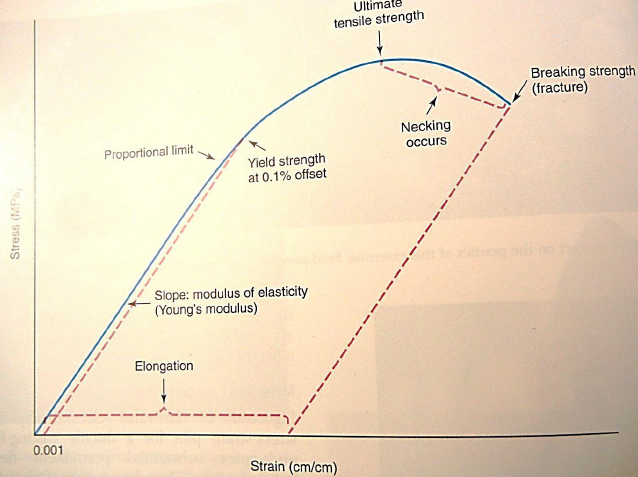 Ultimate
tensile strength
Breaking strength
(fracture)
Necking
occurs
Proportional limit
Yield strength
at 0.1% offset
Stress (MPa)
Slope: modulus of elasticity
(Young's modulus)
Elongation
0.001
Strain (cm/cm)